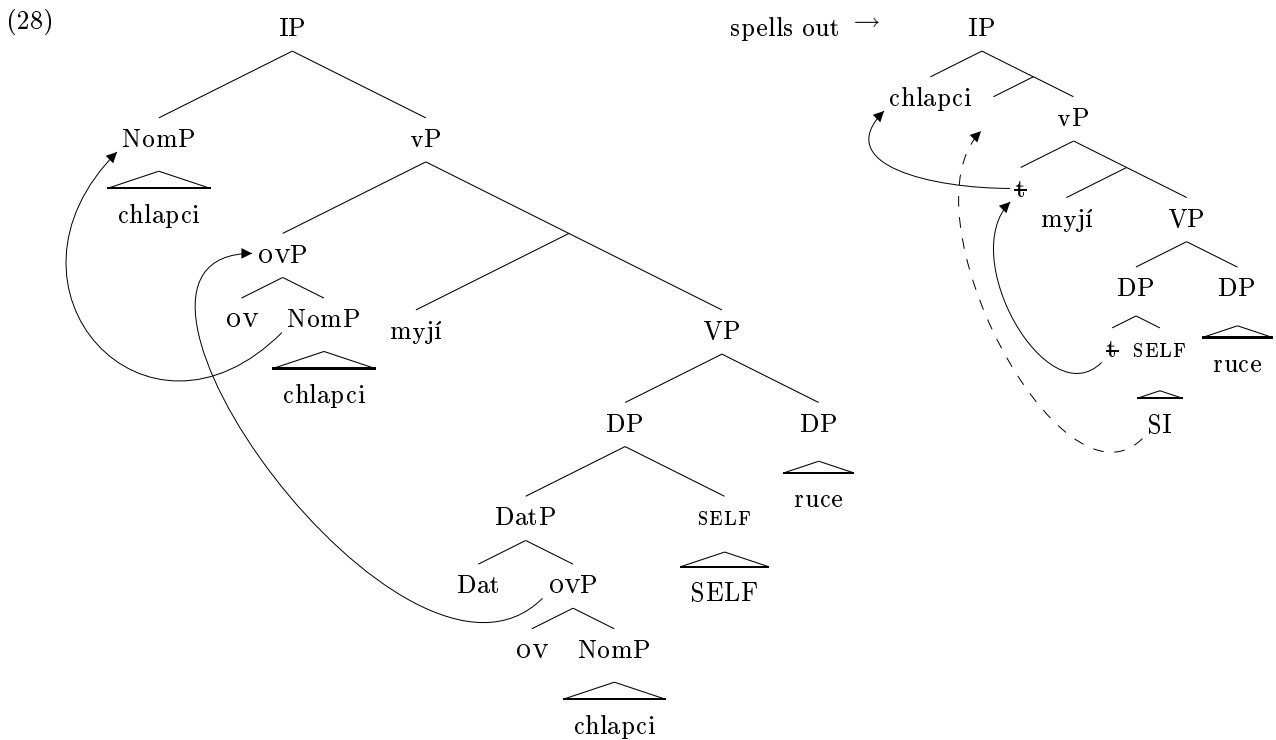 (28)
IP
NomP
vP
chlapci
ovP
ov NomP
myjí
VP
chlapci
DP
DP
ruce
DatP
SELF
Dat
ovP
SELF
ov NomP
chlapci
spells out →
IP
chlapci
vP
t
myjí
VP
DP
DP
t SELF
ruce
SI